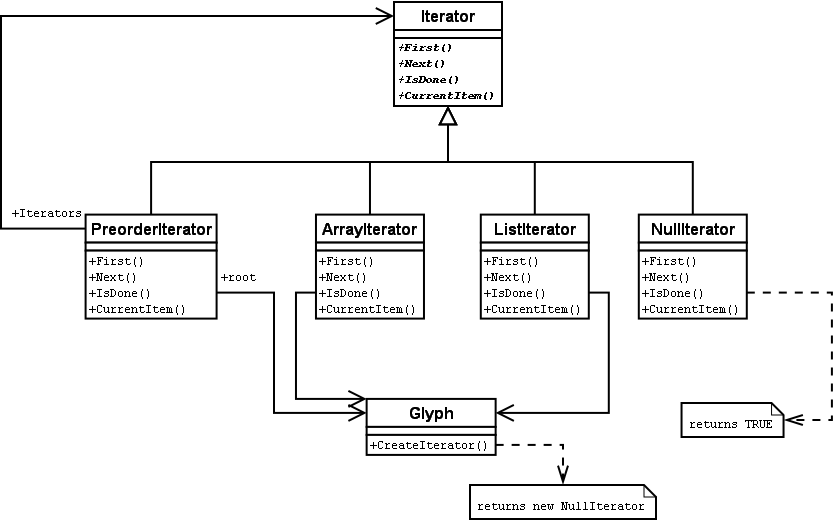 Iterator
+First()
+Next()
+IsDone()
+CurrentItem()
+Iterators
PreorderIterator
+First()
+Next()
+IsDone()
+CurrentItem()
+root
ArrayIterator
+First()
+Next()
+IsDone()
+CurrentItem()
ListIterator
+First()
+Next()
+IsDone()
+CurrentItem()
NullIterator
+First()
+Next()
+IsDone()
+CurrentItem()
Glyph
+CreateIterator()
returns TRUE
returns new NullIterator